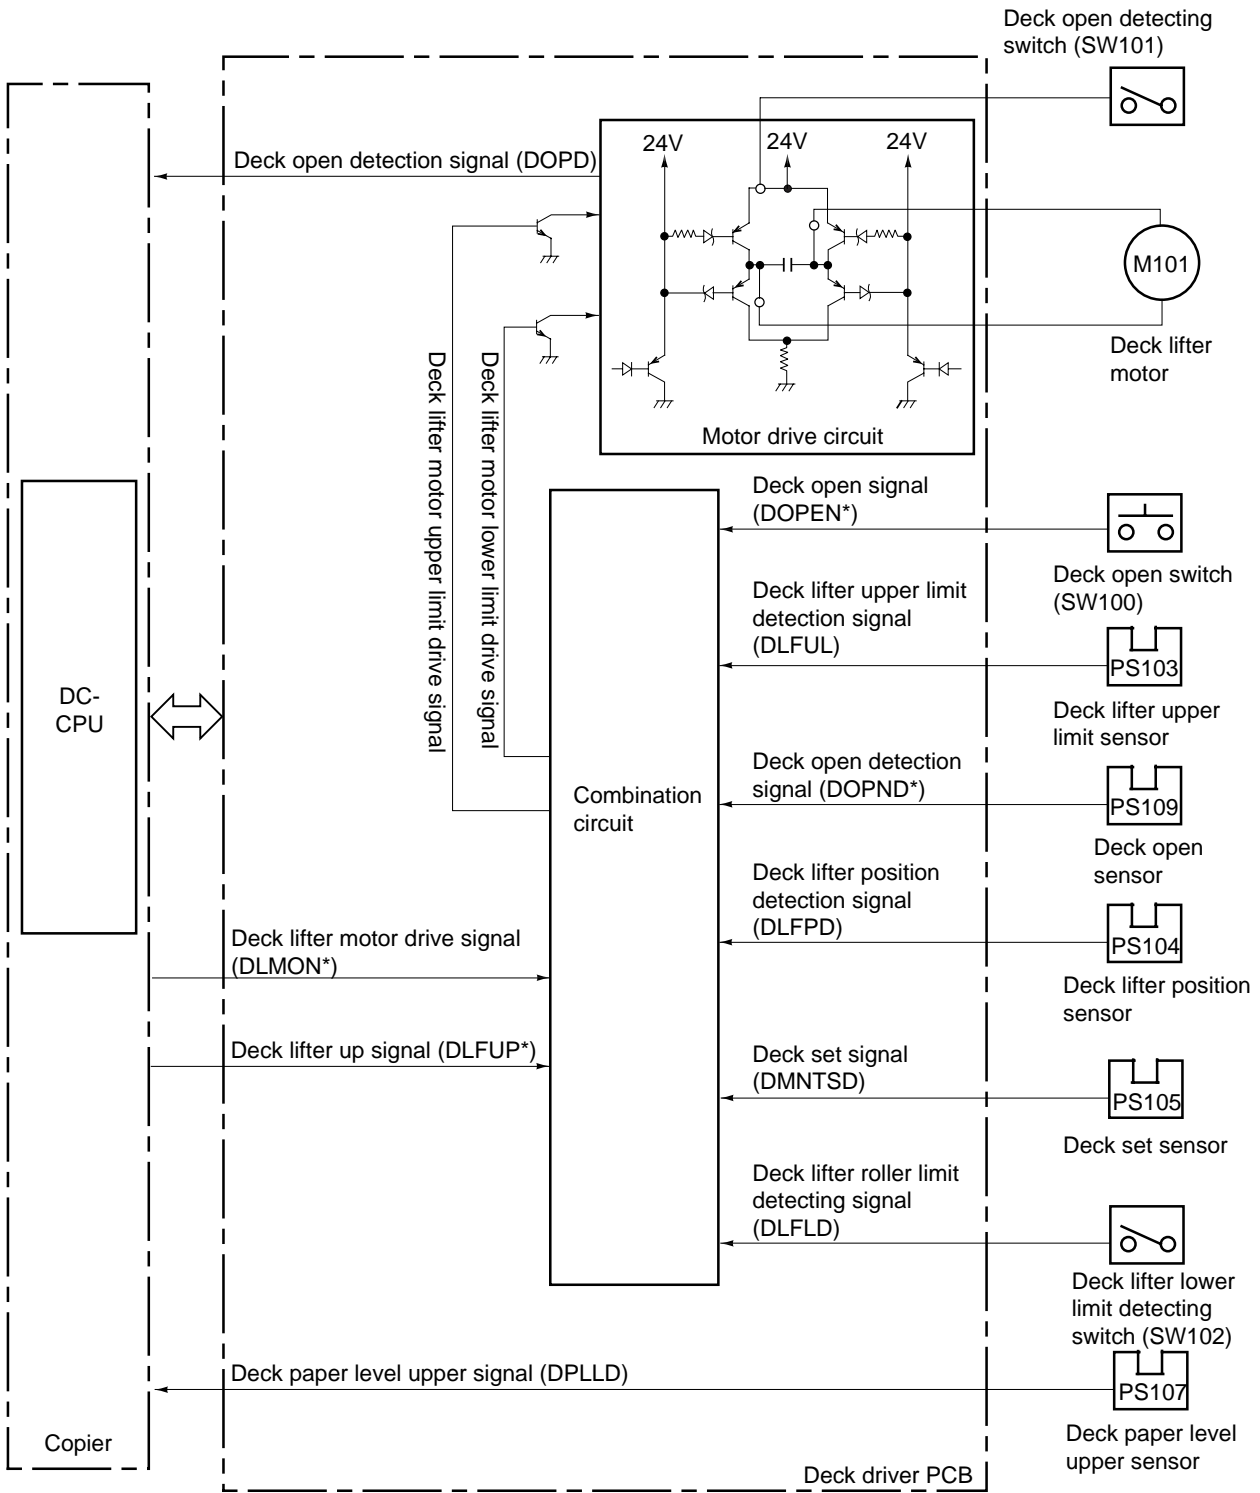 Deck open detecting
switch (SW101)
24V
24V
24V
Deck open detection signal (DOPD)
M101
Deck lifter
motor
Motor drive circuit
Deck lifter motor upper limit drive signal
Deck lifter motor lower limit drive signal
Deck open signal
(DOPEN*)
Deck open switch
(SW100)
Deck lifter upper limit
detection signal
(DLFUL)
PS103
Deck lifter upper
limit sensor
DC-
CPU
Deck open detection
signal (DOPND*)
PS109
Deck open
sensor
Combination
circuit
Deck lifter position
detection signal
(DLFPD)
PS104
Deck lifter position
sensor
Deck lifter motor drive signal
(DLMON*)
Deck lifter up signal (DLFUP*)
Deck set signal
(DMNTSD)
PS105
Deck set sensor
Deck lifter roller limit
detecting signal
(DLFLD)
Deck lifter lower
limit detecting
switch (SW102)
Deck paper level upper signal (DPLLD)
PS107
Deck paper level
upper sensor
Copier
Deck driver PCB